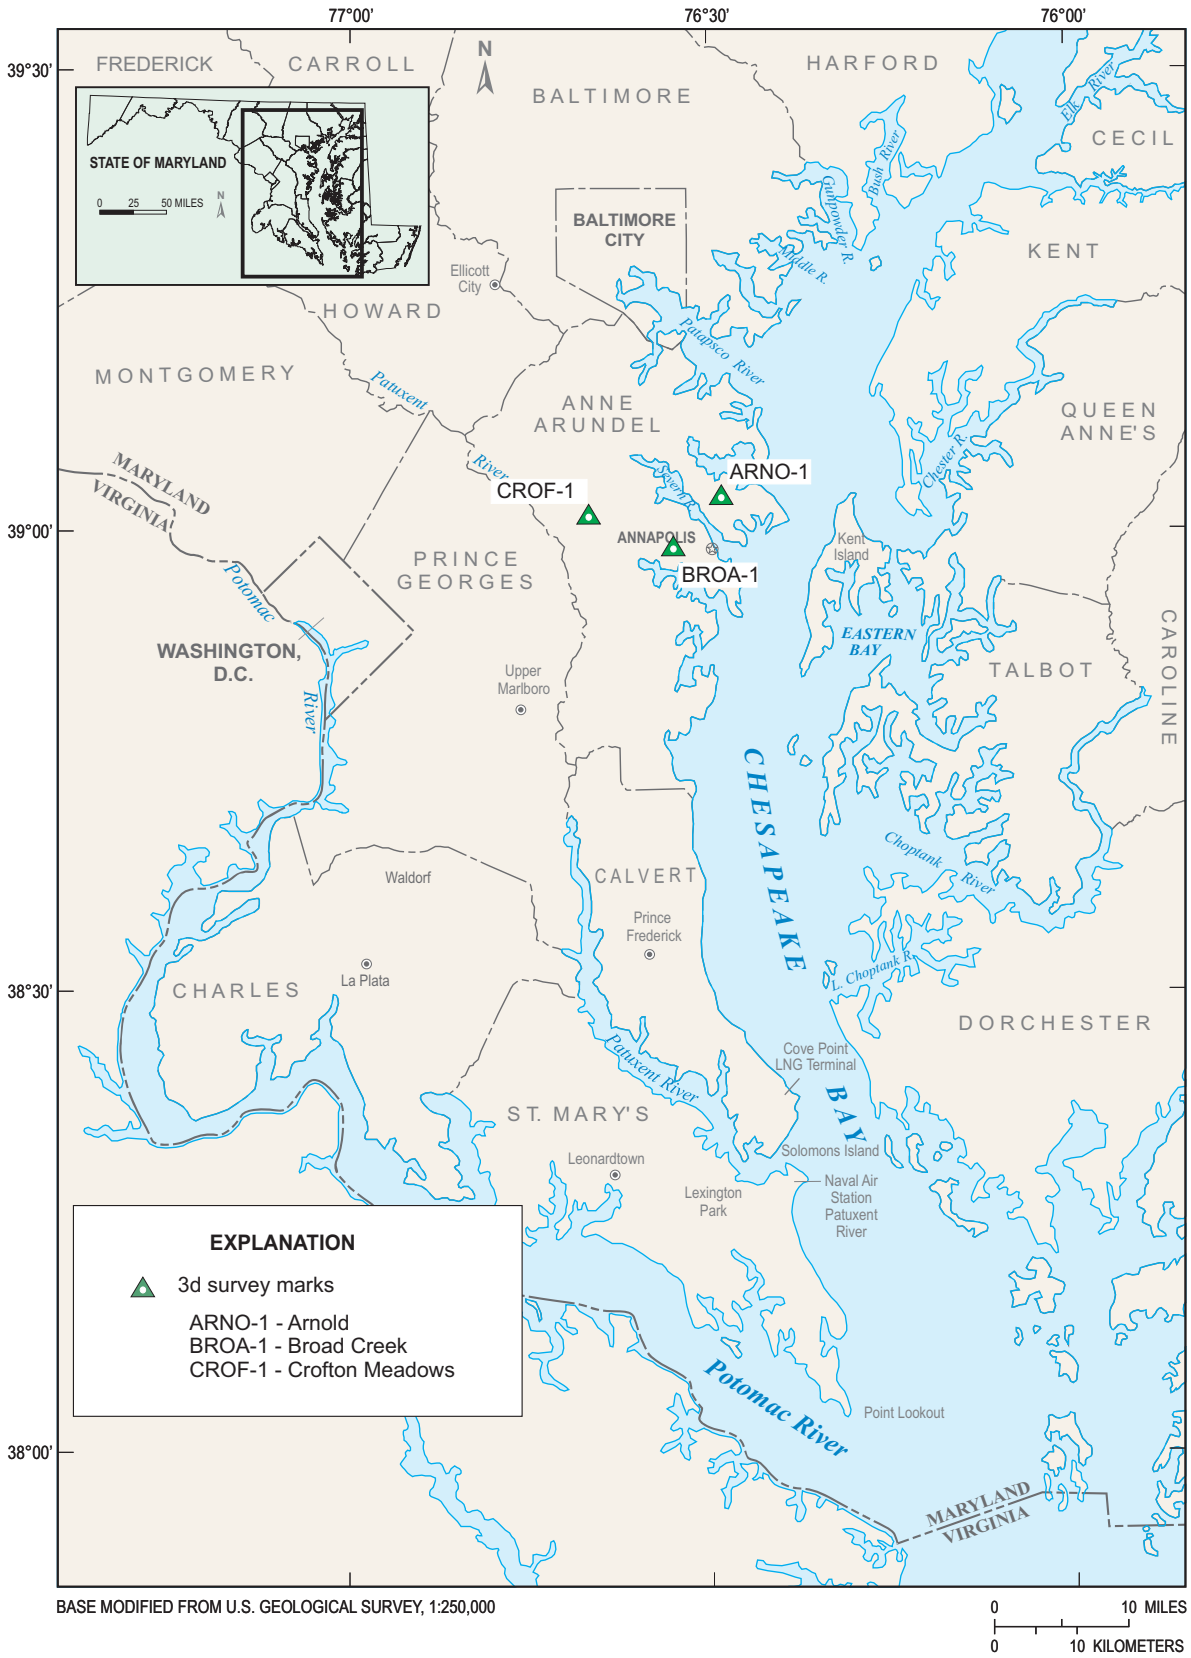 77°00'
76°30'
76°00'
39°30'
FREDERICK
CARROLL
N
HARFORD
BALTIMORE
Elk River
CECIL
STATE OF MARYLAND
N
0 25 50 MILES
Bush River
Gunpowder R.
BALTIMORE
CITY
Middle R.
KENT
Ellicott
City
HOWARD
Patapsco River
MONTGOMERY
Patuxent
ANNE
ARUNDEL
QUEEN
ANNE'S
Chester R.
MARYLAND
VIRGINIA
River
Severn R.
ARNO-1
CROF-1
39°00'
ANNAPOLIS
Kent
Island
BROA-1
PRINCE
GEORGES
Potomac
WASHINGTON,
D.C.
River
EASTERN
BAY
CAROLINE
TALBOT
Upper
Marlboro
CHESAPEAKE
BAY
Choptank River
Waldorf
CALVERT
Prince
Frederick
L. Choptank R.
La Plata
38°30'
CHARLES
DORCHESTER
Patuxent River
Cove Point
LNG Terminal
ST. MARY'S
Solomons Island
Leonardtown
Lexington
Park
Naval Air
Station
Patuxent
River
EXPLANATION
3d survey marks
ARNO-1 - Arnold
BROA-1 - Broad Creek
CROF-1 - Crofton Meadows
Potomac River
Point Lookout
38°00'
MARYLAND
VIRGINIA
BASE MODIFIED FROM U.S. GEOLOGICAL SURVEY, 1:250,000
0 10 MILES
0 10 KILOMETERS